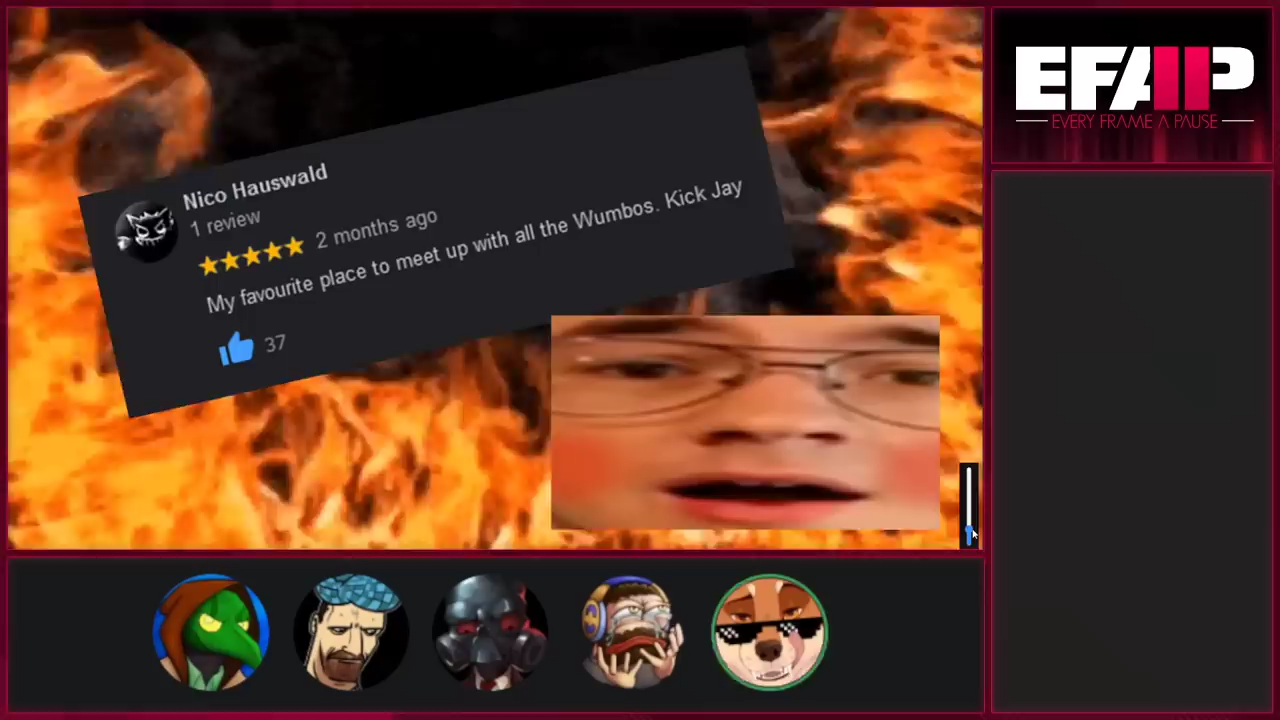 Nico Hauswald
1 review
2 months ago
My favourite place to meet up with all the Wumbos. Kick Jay
37
EFAP
EVERY FRAME A PAUSE